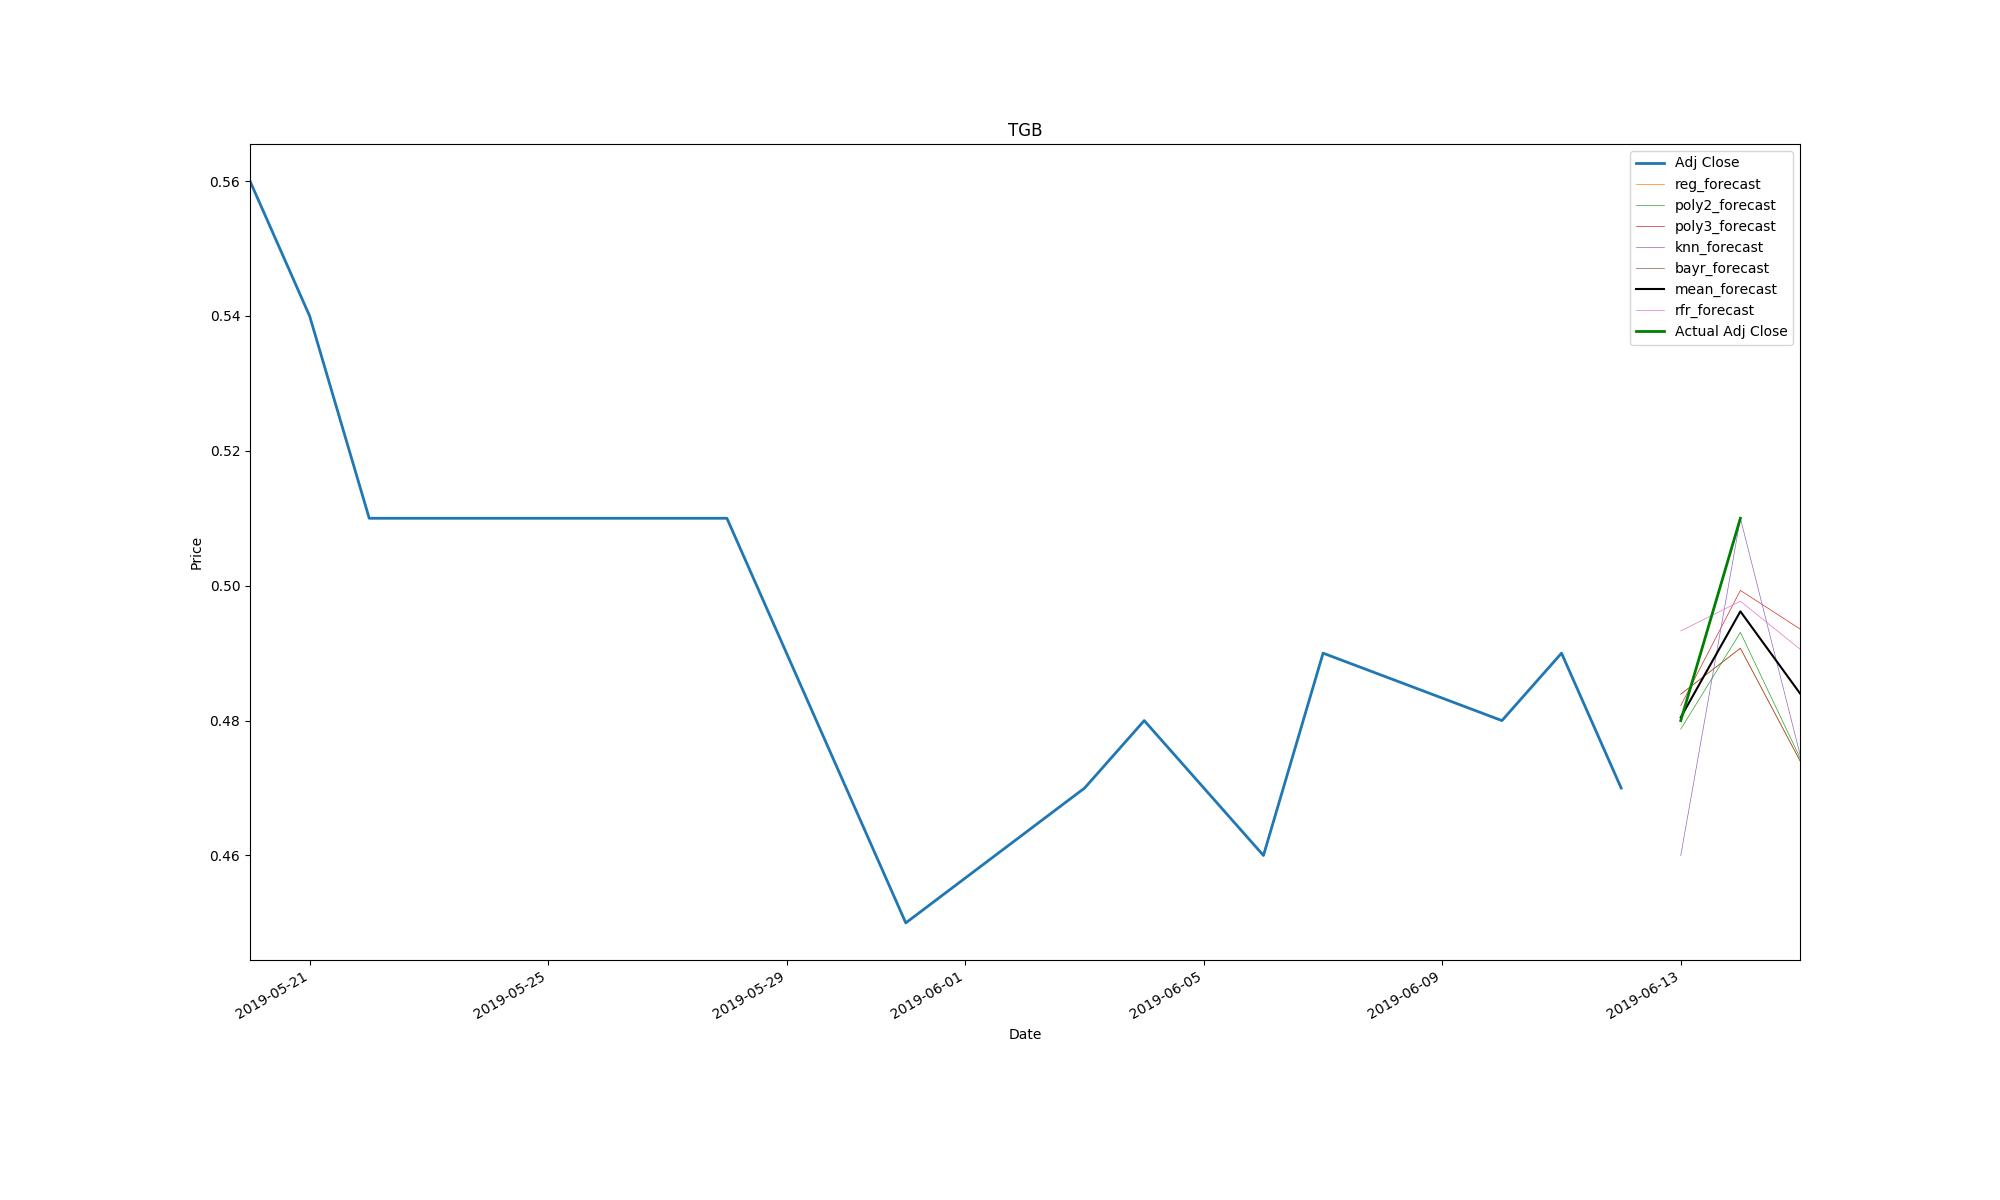 TGB
Adj Close
reg_forecast
poly2_forecast
poly3_forecast
knn_forecast
bayr_forecast
mean_forecast
rfr_forecast
Actual Adj Close
0.56
0.54
0.52
0.50
0.48
0.46
Price
2019-05-21
2019-05-25
2019-05-29
2019-06-01
2019-06-05
2019-06-09
2019-06-13
Date